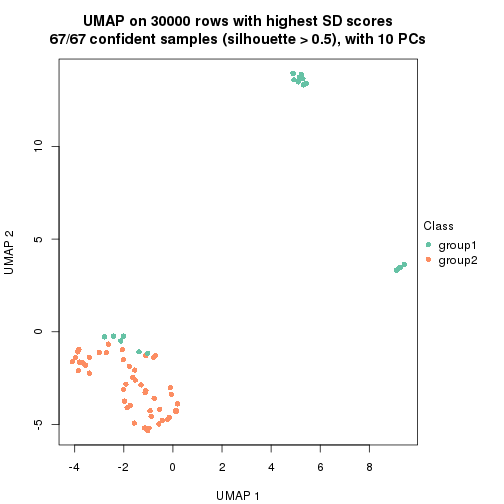 UMAP on 30000 rows with highest SD scores
67/67 confident samples (silhouette > 0.5), with 10 PCs
UMAP 2
10
5
0
-5
-4
-2
0
2
4
6
8
UMAP 1
Class
group1
group2